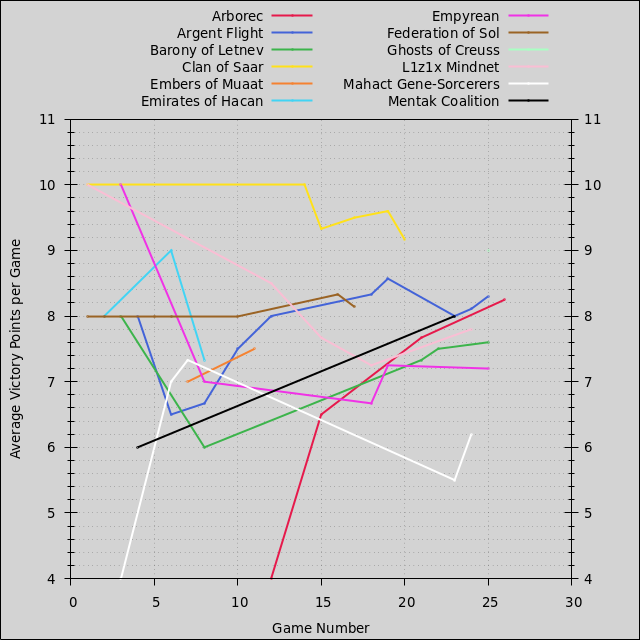 Arborec
Argent Flight
Barony of Letnev
Clan of Saar
Embers of Muaat
Emirates of Hacan
Empyrean
Federation of Sol
Ghosts of Creuss
L1z1x Mindnet
Mahact Gene-Sorcerers
Mentak Coalition
Average Victory Points per Game
11
10
9
8
7
6
5
4
11
10
9
8
7
6
5
4
0 5 10 15 20 25 30
Game Number